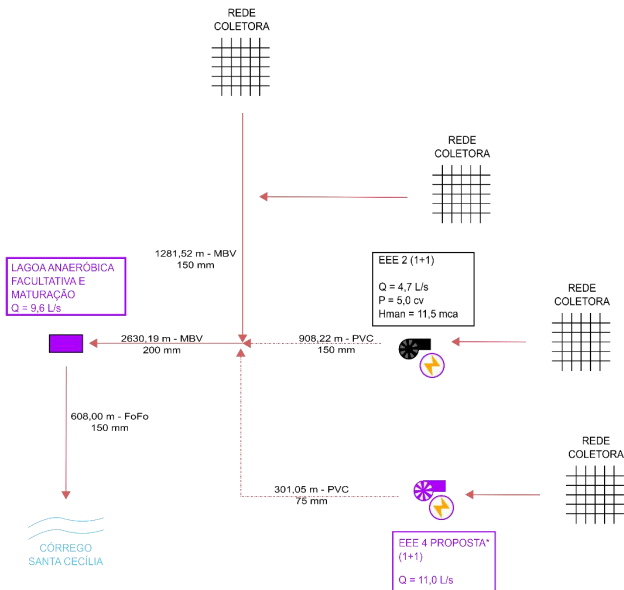 REDE
COLETORA
REDE
COLETORA
1281,52 m - MBV
150 mm
EEE 2 (1+1)
Q = 4,7 L/s
P = 5,0 cv
Hman = 11,5 mca
LAGOA ANAERÓBICA
FACULTATIVA E
MATURAÇÃO
Q = 9,6 L/s
REDE
COLETORA
2630,19 m - MBV
200 mm
908,22 m - PVC
150 mm
608,00 m - FoFo
150 mm
REDE
COLETORA
301,05 m - PVC
75 mm
CÓRREGO
SANTA CECÍLIA
EEE 4 PROPOSTA*
(1+1)
Q = 11,0 L/s